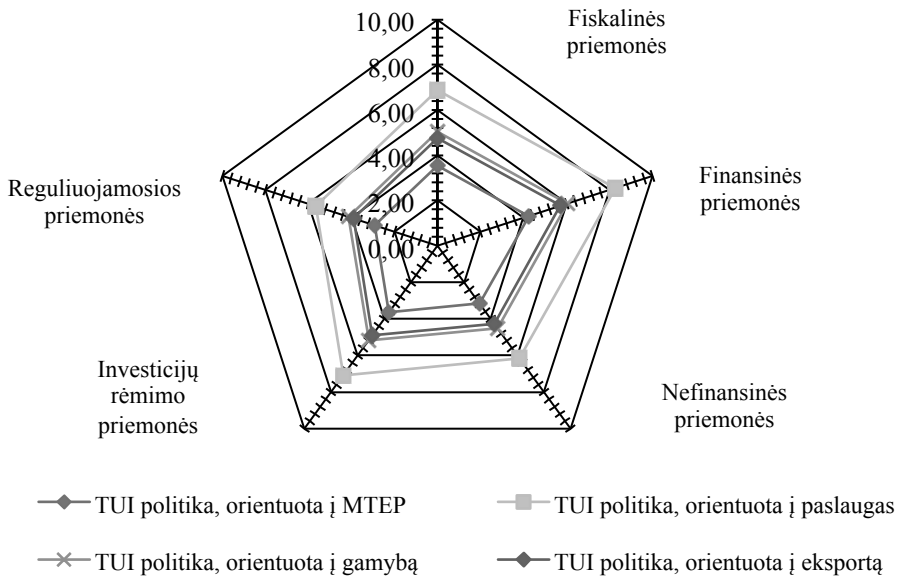 10,00
8,00
6,00
4,00
2,00
0,00
Fiskalinės
priemonės
Finansinės
priemonės
Nefinansinės
priemonės
Investicijų
rėmimo
priemonės
Reguliuojamosios
priemonės
TUI politika, orientuota į MTEP
TUI politika, orientuota į paslaugas
TUI politika, orientuota į gamybą
TUI politika, orientuota į eksportą